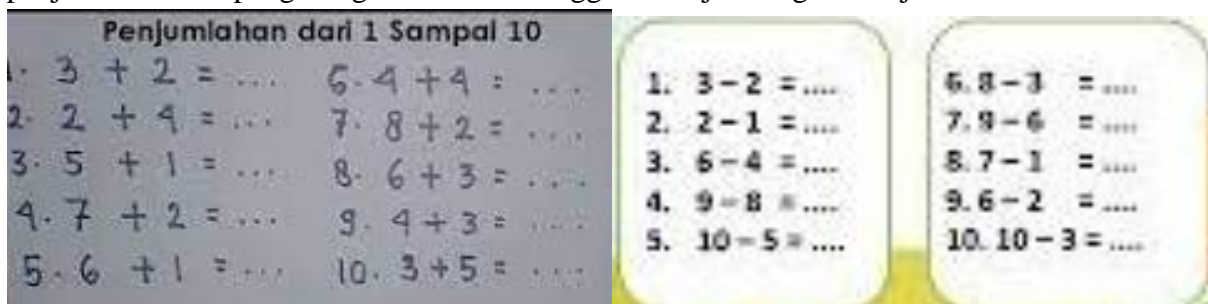 Penjumlahan dari 1 Sampai 10
1. 3 + 2 = ....
2. 2 + 4 = ...
3. 5 + 1 = ...
4. 7 + 2 = ...
5. 6 + 1 = ...
6. 4 + 4 = ...
7. 8 + 2 = ...
8. 6 + 3 = ....
9. 4 + 3 = ...
10. 3 + 5 = ....
1. 3 – 2 = ....
2. 2 – 1 = ....
3. 6 – 4 = ....
4. 9 – 8 = ....
5. 10 – 5 = ....
6. 8 – 3 = ....
7. 9 – 6 = ....
8. 7 – 1 = ....
9. 6 – 2 = ....
10. 10 – 3 = ....